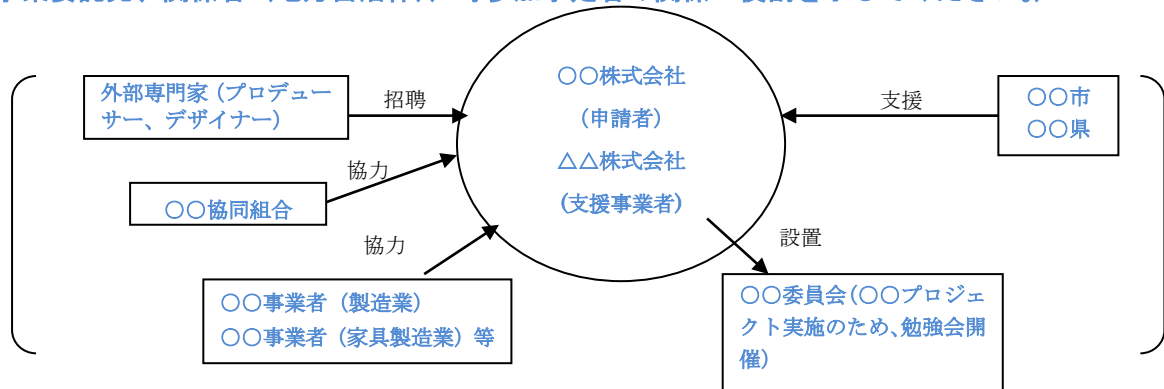 〇〇株式会社
(申請者)
△△株式会社
(支援事業者)
外部専門家(プロデュー
サー、デザイナー)
招聘
支援
〇〇市
〇〇県
協力
〇〇協同組合
協力
設置
〇〇事業者(製造業)
〇〇事業者(家具製造業)等
〇〇委員会(〇〇プロジェ
クト実施のため、勉強会開
催)